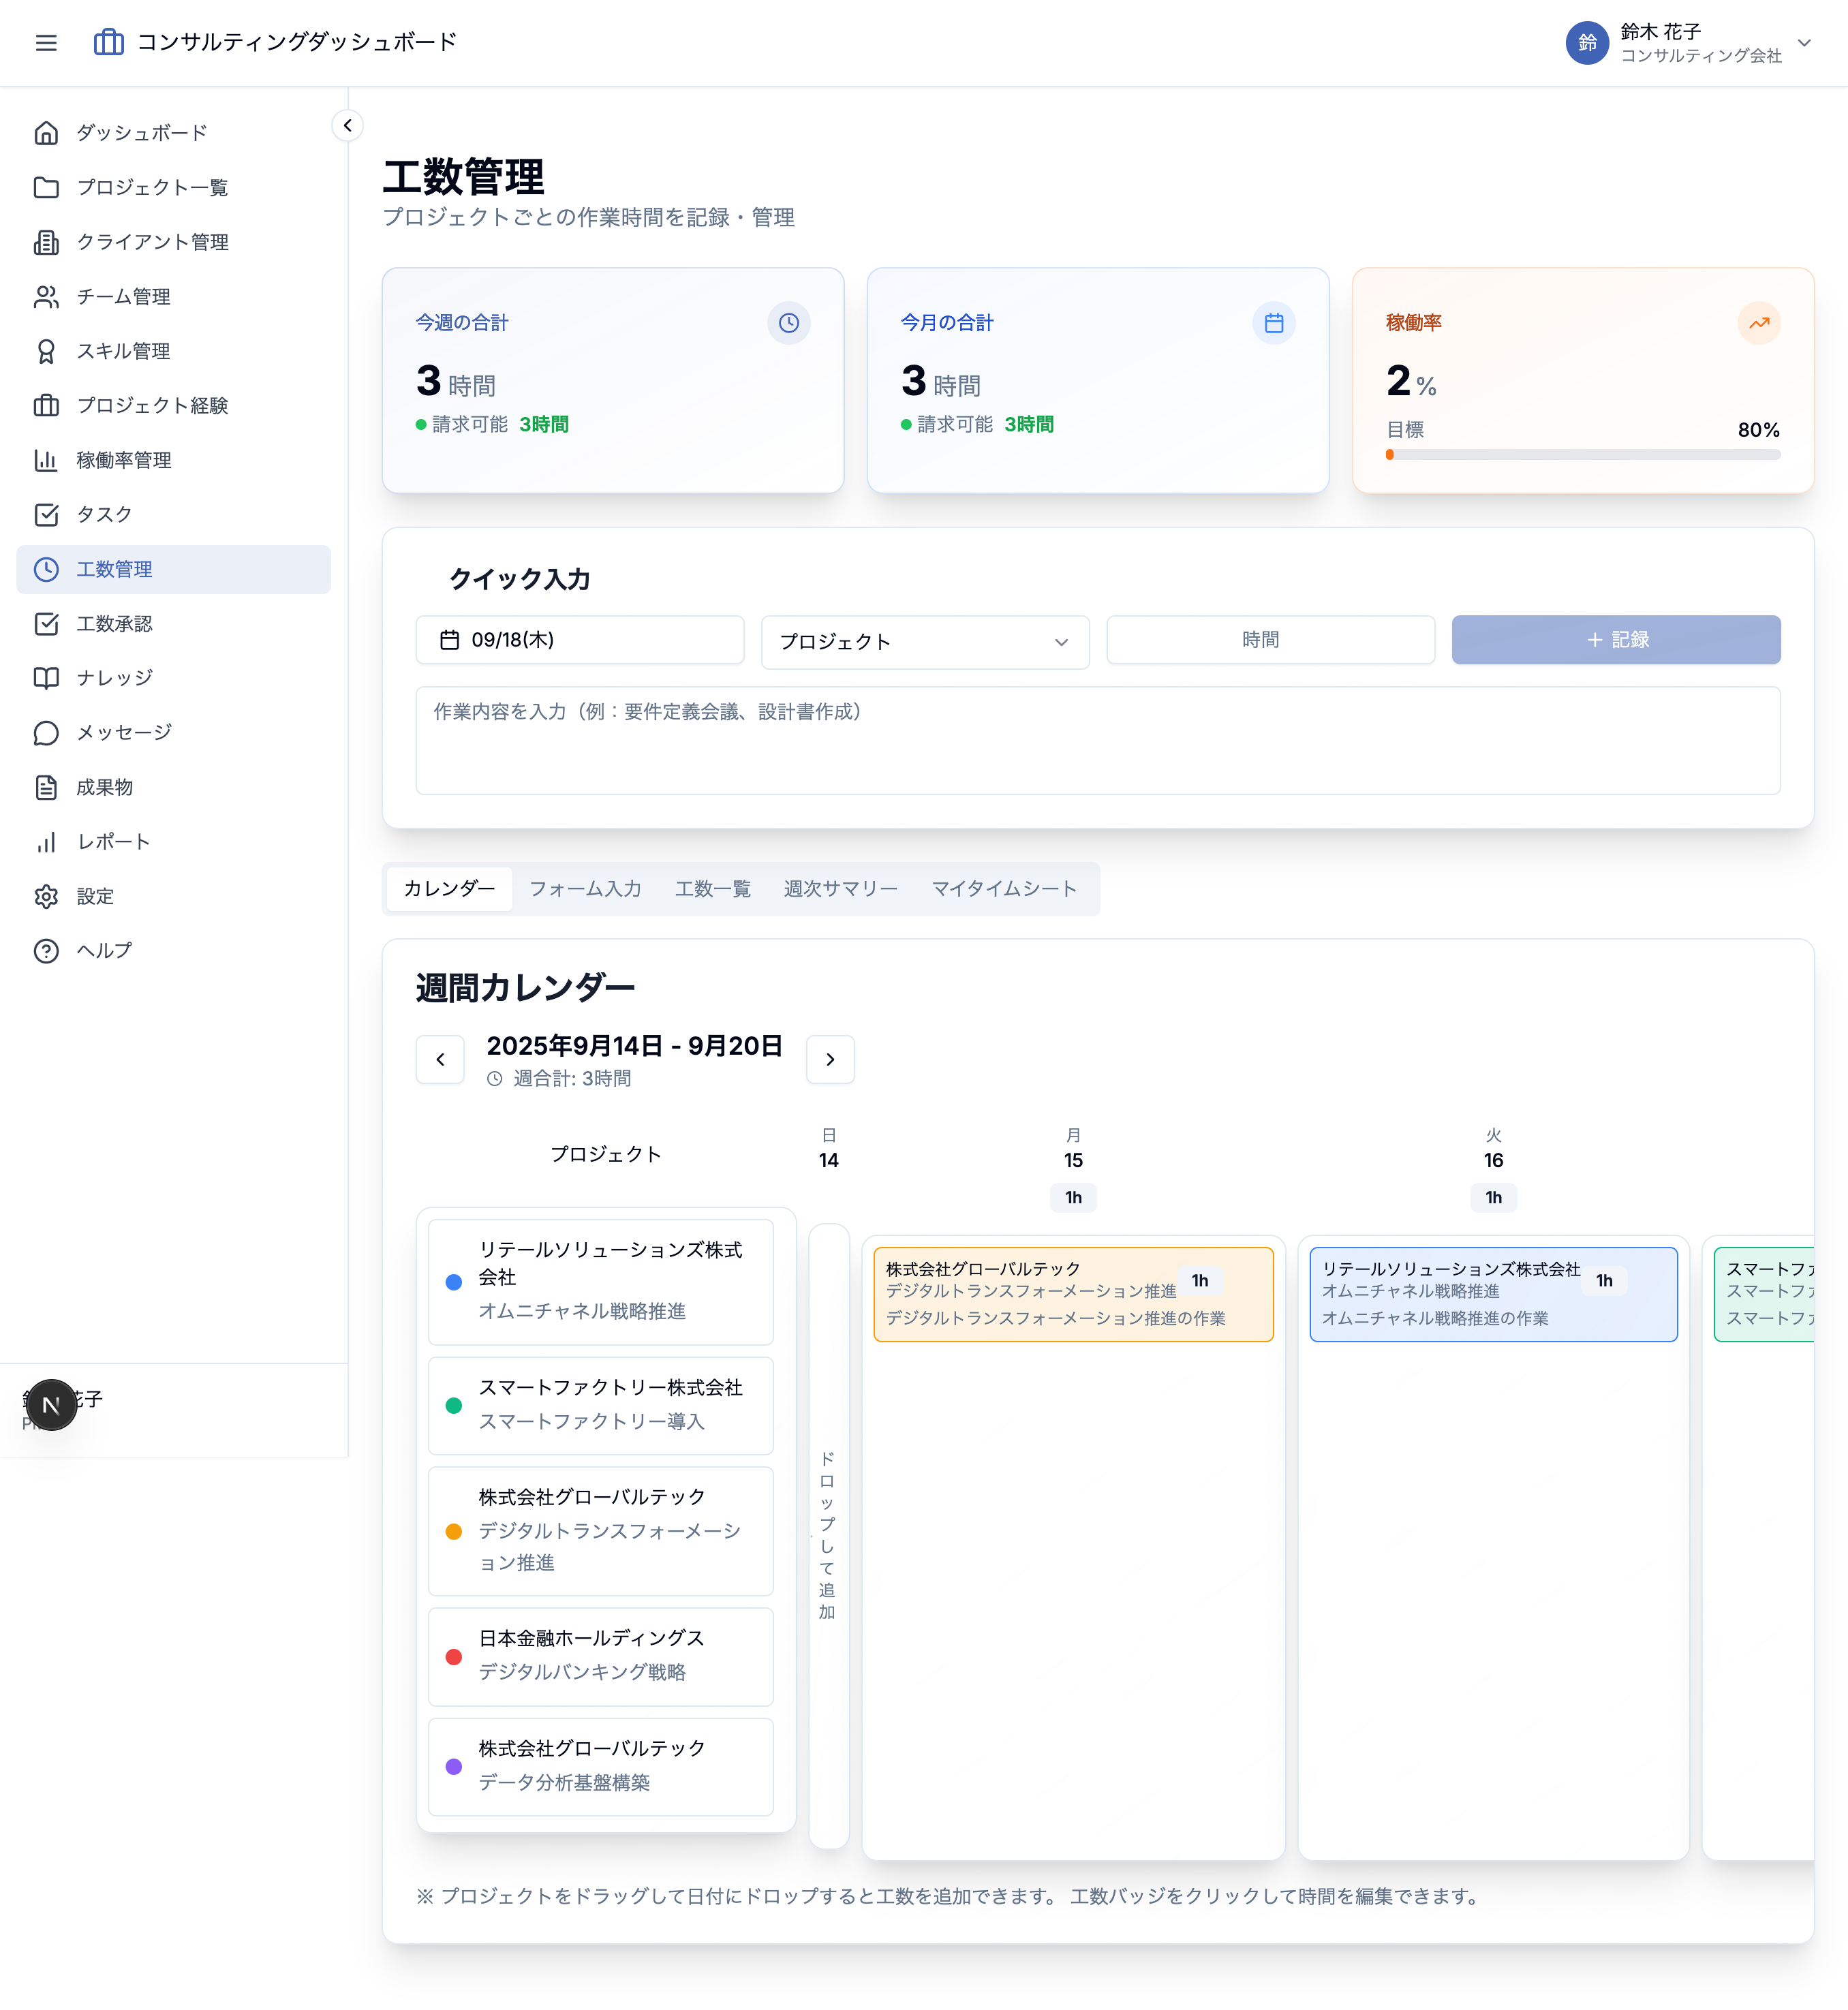 コンサルティングダッシュボード
鈴
鈴木 花子
コンサルティング会社
ダッシュボード
プロジェクト一覧
クライアント管理
チーム管理
スキル管理
プロジェクト経験
稼働率管理
タスク
工数管理
工数承認
ナレッジ
メッセージ
成果物
レポート
設定
ヘルプ
花子
N
工数管理
プロジェクトごとの作業時間を記録・管理
今週の合計
3 時間
請求可能 3時間
今月の合計
3 時間
請求可能 3時間
稼働率
2 %
目標 80%
クイック入力
09/18(木)
プロジェクト
時間
+ 記録
作業内容を入力（例：要件定義会議、設計書作成）
カレンダー フォーム入力 工数一覧 週次サマリー マイタイムシート
週間カレンダー
2025年9月14日 - 9月20日
週合計: 3時間
プロジェクト
日
14
月
15
1h
火
16
1h
リテールソリューションズ株式
会社
オムニチャネル戦略推進
スマートファクトリー株式会社
スマートファクトリー導入
株式会社グローバルテック
デジタルトランスフォーメーシ
ョン推進
日本金融ホールディングス
デジタルバンキング戦略
株式会社グローバルテック
データ分析基盤構築
ドロップして追加
株式会社グローバルテック
デジタルトランスフォーメーション推進
1h
デジタルトランスフォーメーション推進の作業
リテールソリューションズ株式会社
オムニチャネル戦略推進
1h
オムニチャネル戦略推進の作業
スマートファ
スマートファ
スマートファ
※ プロジェクトをドラッグして日付にドロップすると工数を追加できます。 工数バッジをクリックして時間を編集できます。